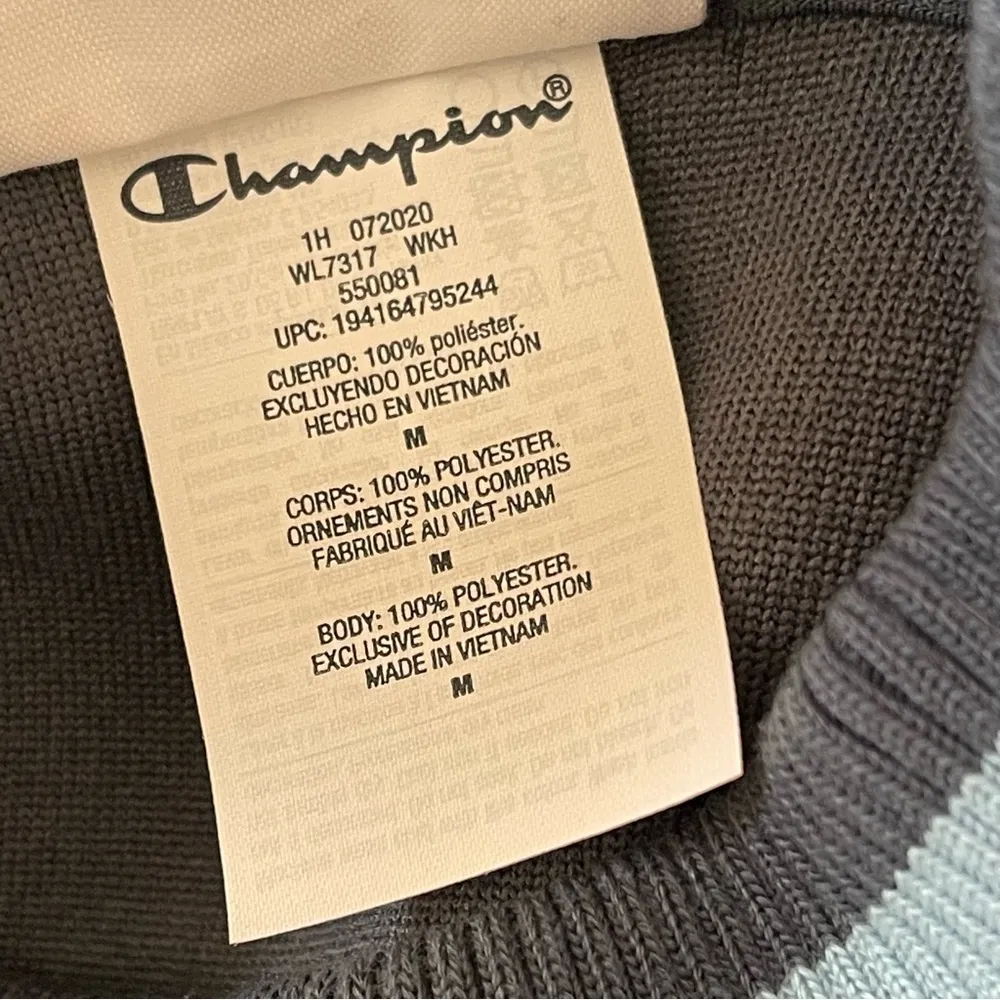 Champion®
1H 072020
WL7317 WKH
550081
UPC: 194164795244
CUERPO: 100% poliéster.
EXCLUYENDO DECORACIÓN
HECHO EN VIETNAM
M
CORPS: 100% POLYESTER.
ORNEMENTS NON COMPRIS
FABRIQUÉ AU VIÊT-NAM
M
BODY: 100% POLYESTER.
EXCLUSIVE OF DECORATION
MADE IN VIETNAM
M